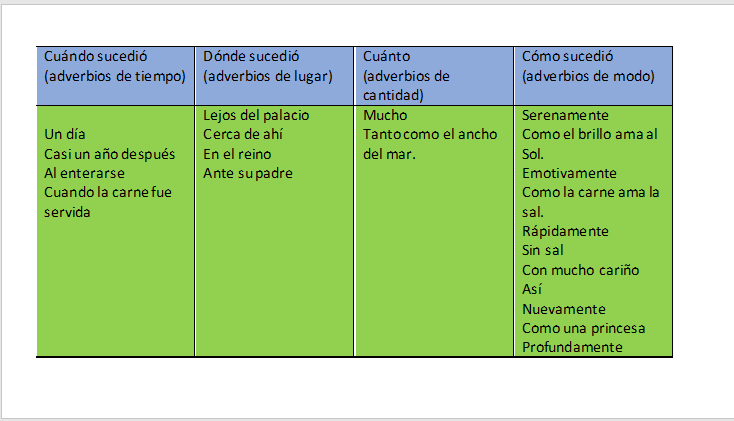 Cuándo sucedió
(adverbios de tiempo)
Dónde sucedió
(adverbios de lugar)
Cuánto
(adverbios de
cantidad)
Cómo sucedió
(adverbios de modo)
Un día
Casi un año después
Al enterarse
Cuando la carne fue
servida
Lejos del palacio
Cerca de ahí
En el reino
Ante su padre
Mucho
Tanto como el ancho
del mar.
Serenamente
Como el brillo ama al
Sol.
Emotivamente
Como la carne ama la
sal.
Rápidamente
Sin sal
Con mucho cariño
Así
Nuevamente
Como una princesa
Profundamente